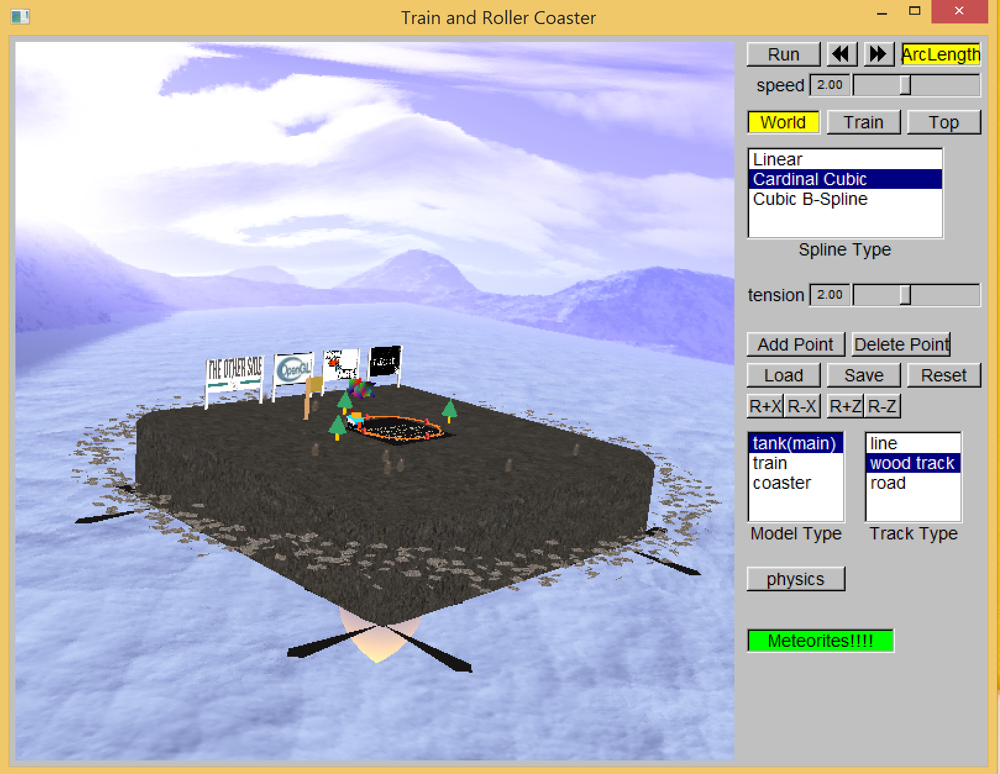 Train and Roller Coaster
Run ArcLength
speed 2.00
World Train Top
Linear
Cardinal Cubic
Cubic B-Spline
Spline Type
tension 2.00
Add Point Delete Point
Load Save Reset
R+X R-X R+Z R-Z
tank(main)
train
coaster
Model Type
line
wood track
road
Track Type
physics
Meteorites!!!!
THE OTHER SIDE
OpenGL